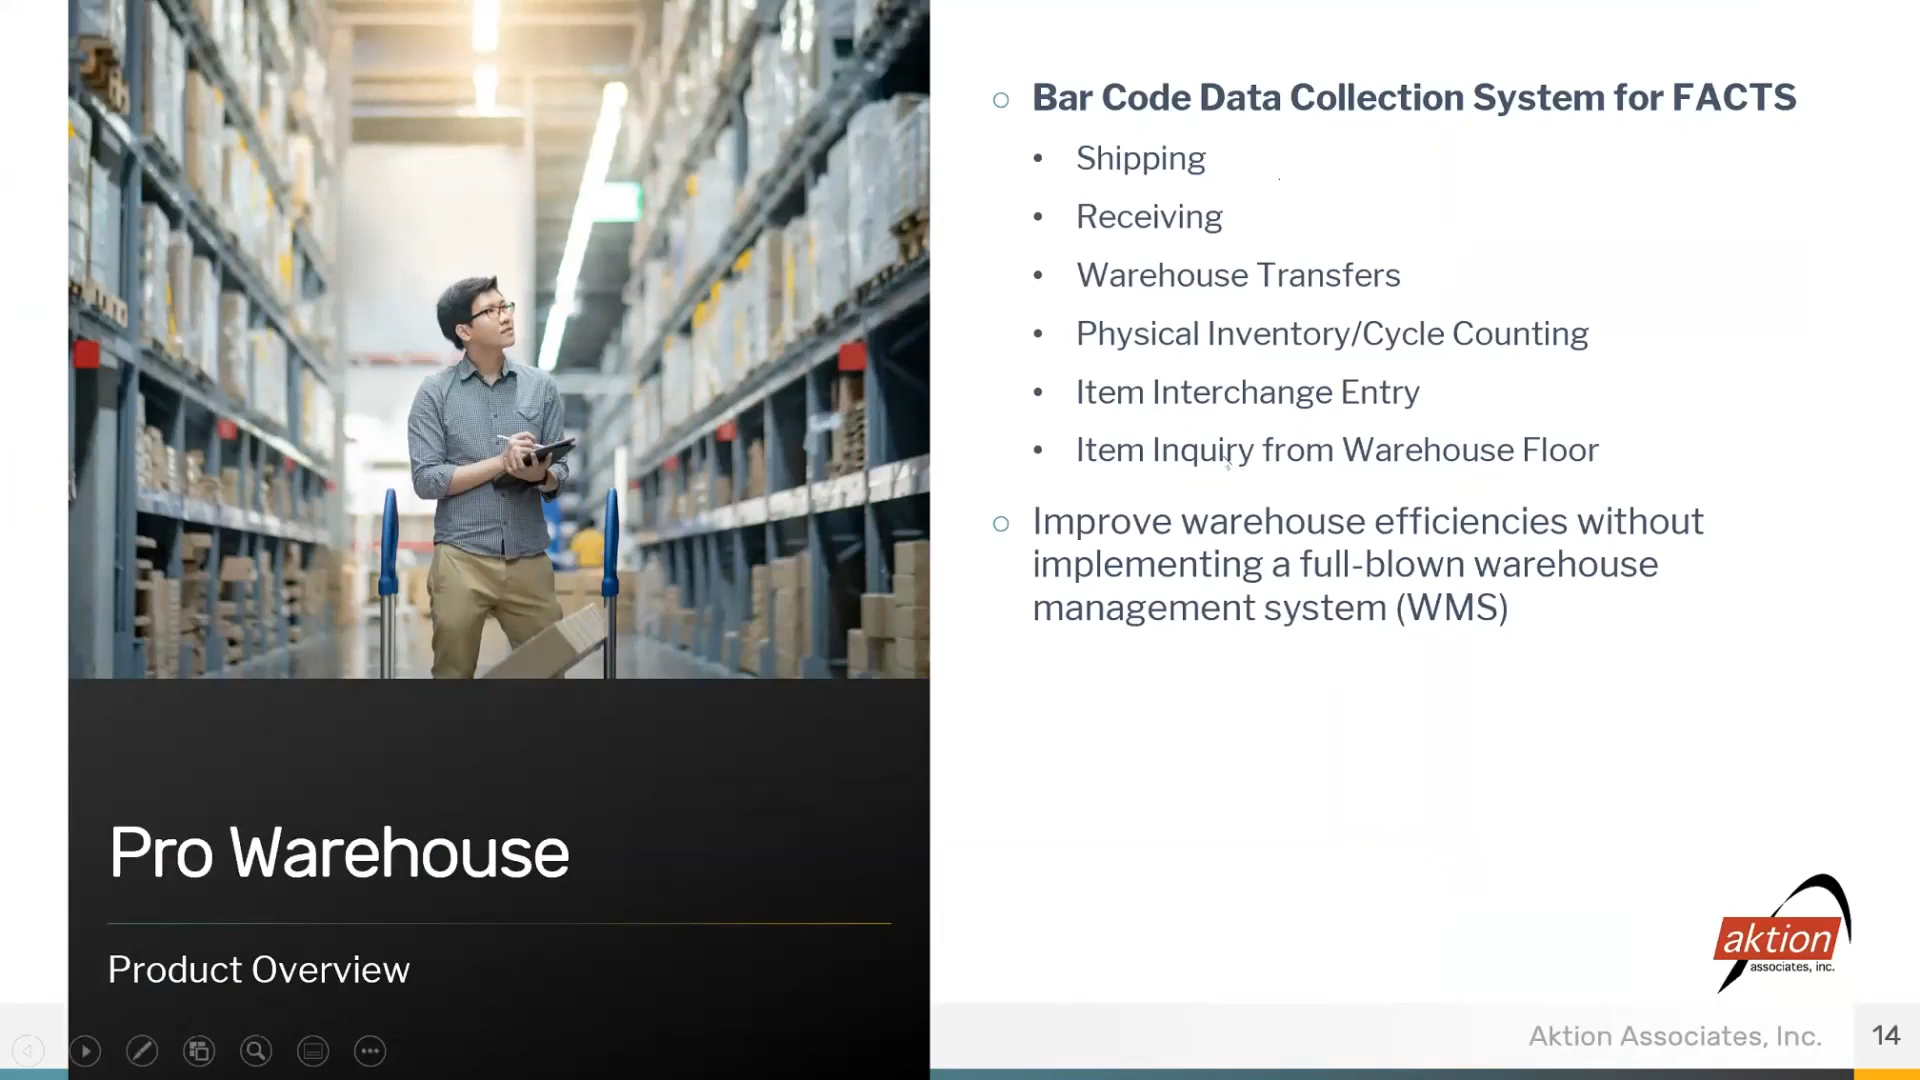 Bar Code Data Collection System for FACTS
Shipping
Receiving
Warehouse Transfers
Physical Inventory/Cycle Counting
Item Interchange Entry
Item Inquiry from Warehouse Floor
Improve warehouse efficiencies without
implementing a full-blown warehouse
management system (WMS)
Pro Warehouse
Product Overview
aktion
associates, inc.
Aktion Associates, Inc.
14